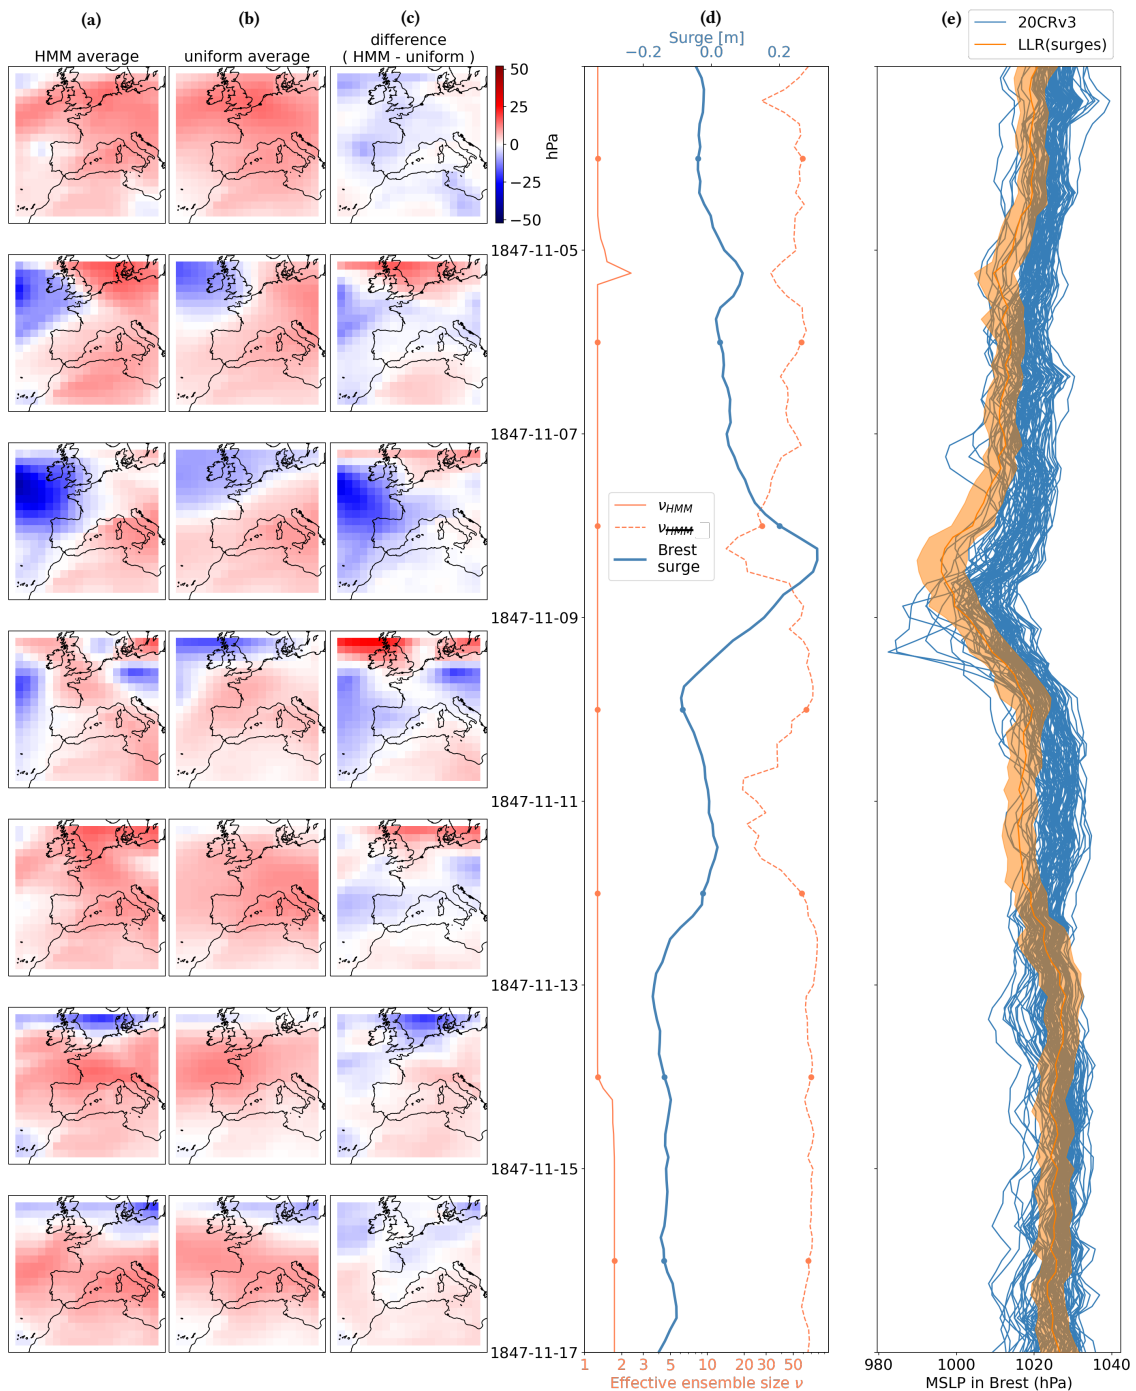 (a)
(b)
(c)
(d)
(e)
HMM average
uniform average
difference
( HMM - uniform )
50
25
0
−25
−50
hPa
Surge [m]
−0.2
0.0
0.2
20CRv3
LLR(surges)
1847-11-05
1847-11-07
1847-11-09
1847-11-11
1847-11-13
1847-11-15
1847-11-17
ν_HMM
ν_HMM
Brest
surge
1
2
3
5
10
20
30
50
Effective ensemble size ν
980
1000
1020
1040
MSLP in Brest (hPa)